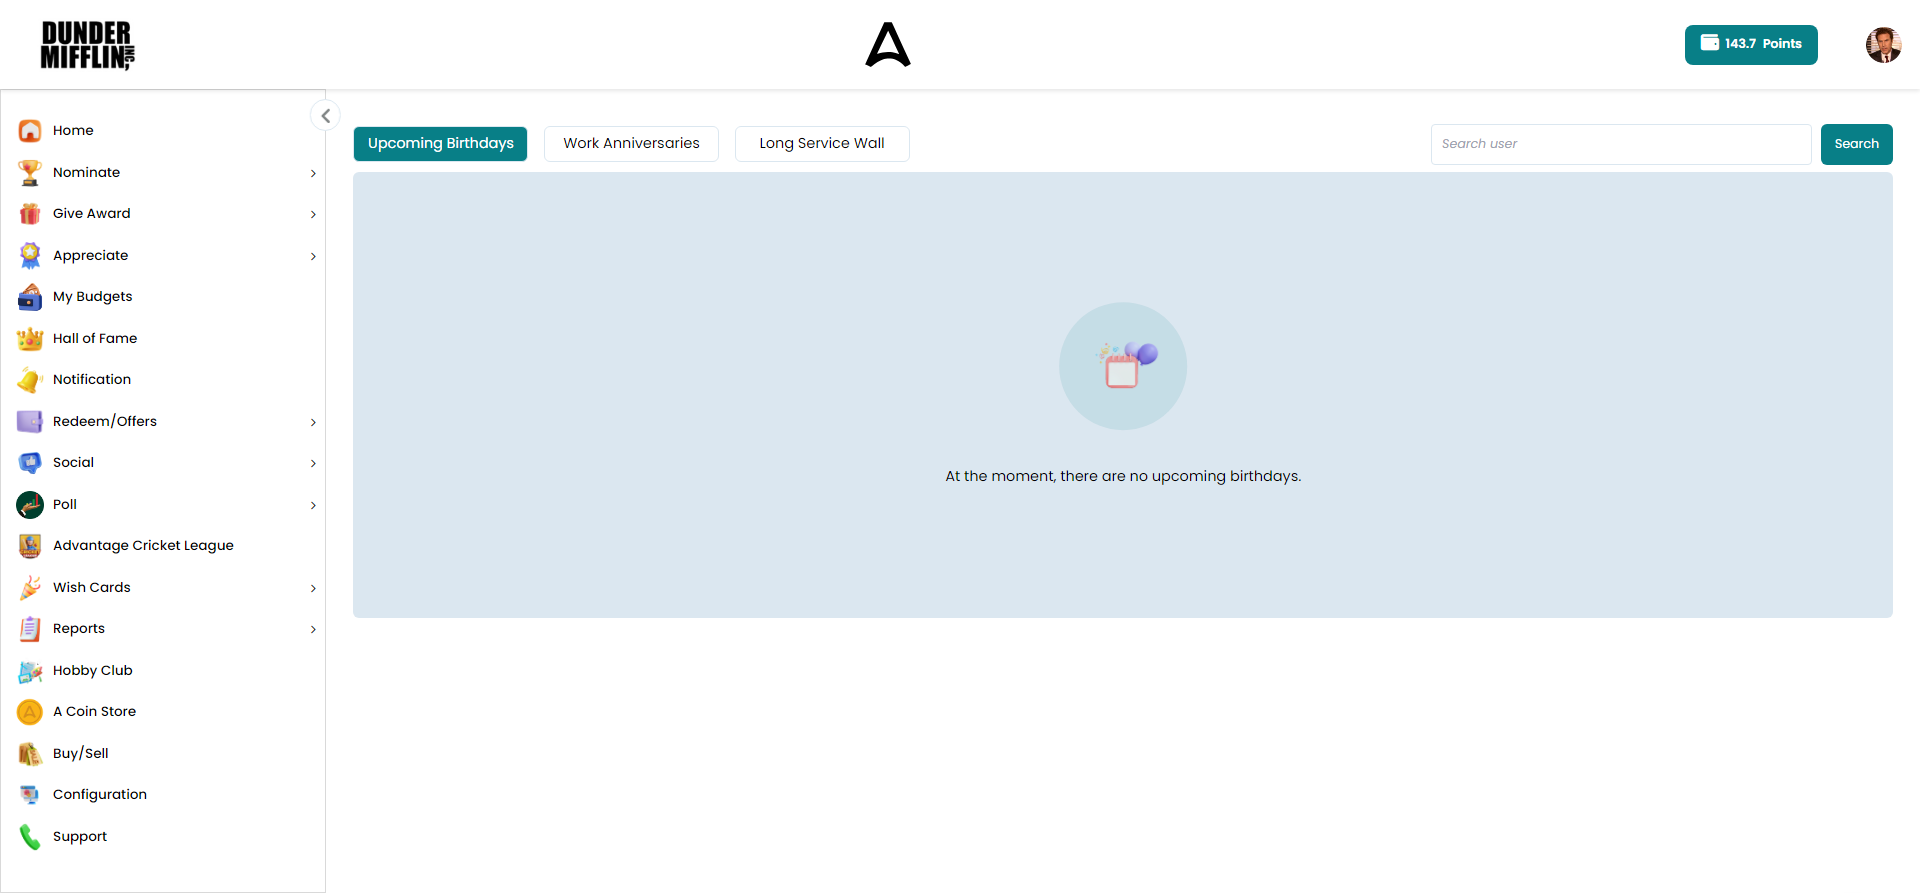 DUNDER
MIFFLIN INC,
143.7 Points
Home
Nominate
Give Award
Appreciate
My Budgets
Hall of Fame
Notification
Redeem/Offers
Social
Poll
Advantage Cricket League
Wish Cards
Reports
Hobby Club
A Coin Store
Buy/Sell
Configuration
Support
Upcoming Birthdays
Work Anniversaries
Long Service Wall
Search user
Search
At the moment, there are no upcoming birthdays.